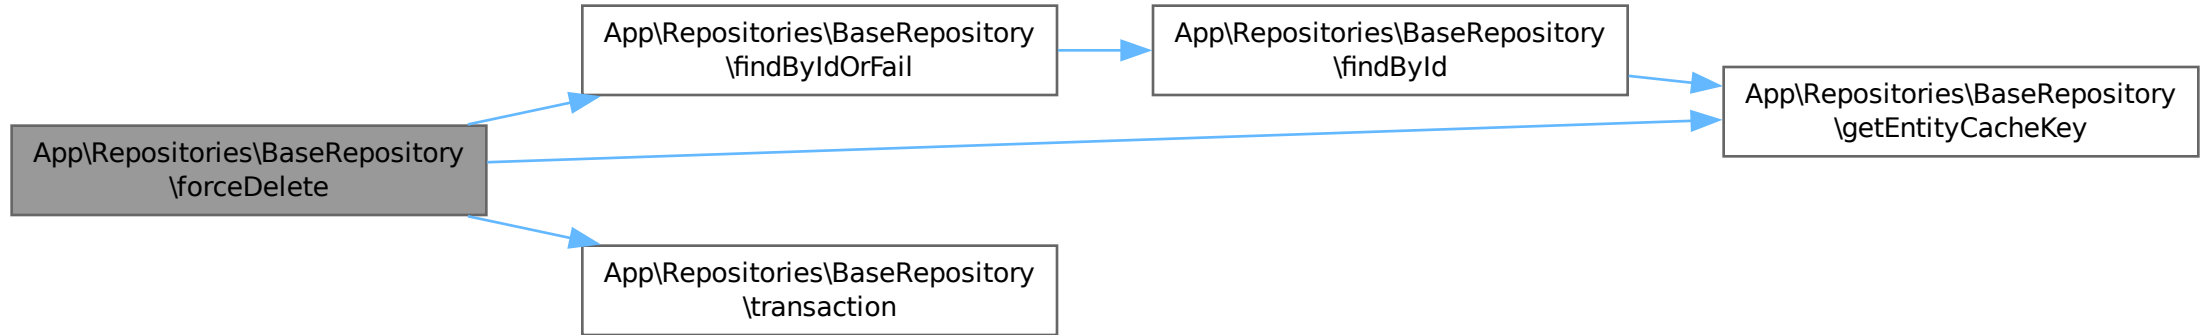 App\Repositories\BaseRepository
\findByIdOrFail
App\Repositories\BaseRepository
\findById
App\Repositories\BaseRepository
\getEntityCacheKey
App\Repositories\BaseRepository
\forceDelete
App\Repositories\BaseRepository
\transaction